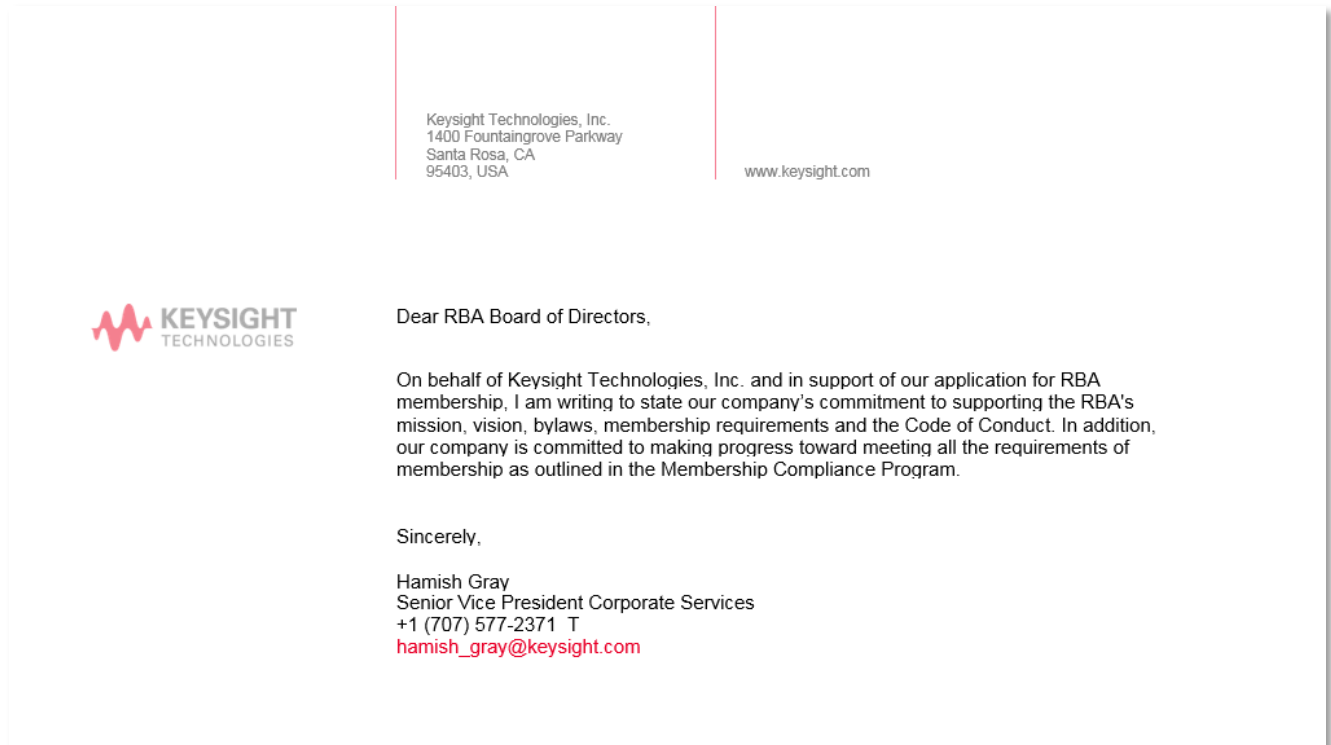 Keysight Technologies, Inc.
1400 Fountaingrove Parkway
Santa Rosa, CA
95403, USA
www.keysight.com
KEYSIGHT
TECHNOLOGIES
Dear RBA Board of Directors,
On behalf of Keysight Technologies, Inc. and in support of our application for RBA
membership, I am writing to state our company’s commitment to supporting the RBA's
mission, vision, bylaws, membership requirements and the Code of Conduct. In addition,
our company is committed to making progress toward meeting all the requirements of
membership as outlined in the Membership Compliance Program.
Sincerely,
Hamish Gray
Senior Vice President Corporate Services
+1 (707) 577-2371 T
hamish_gray@keysight.com